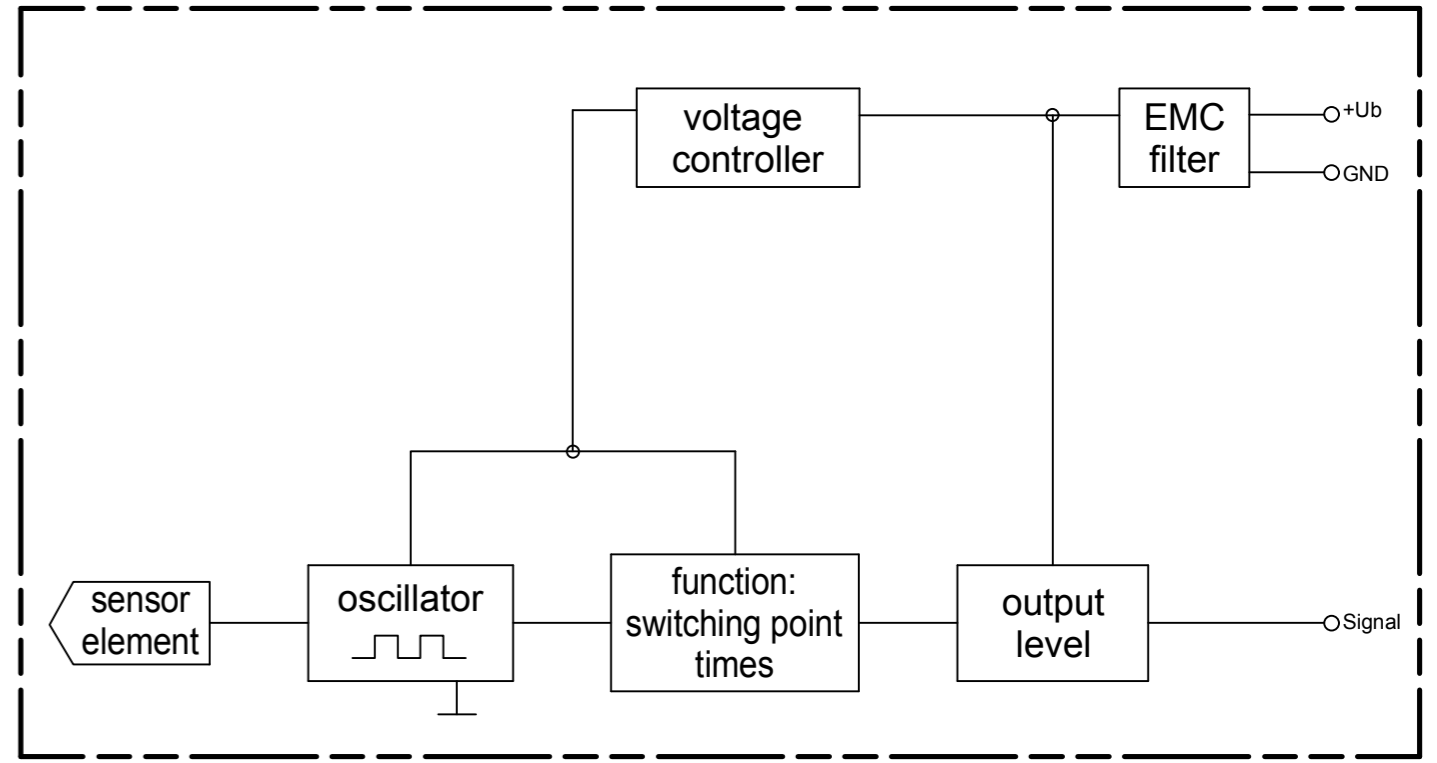 voltage
controller
EMC
filter
+Ub
GND
sensor
element
oscillator
function:
switching point
times
output
level
Signal